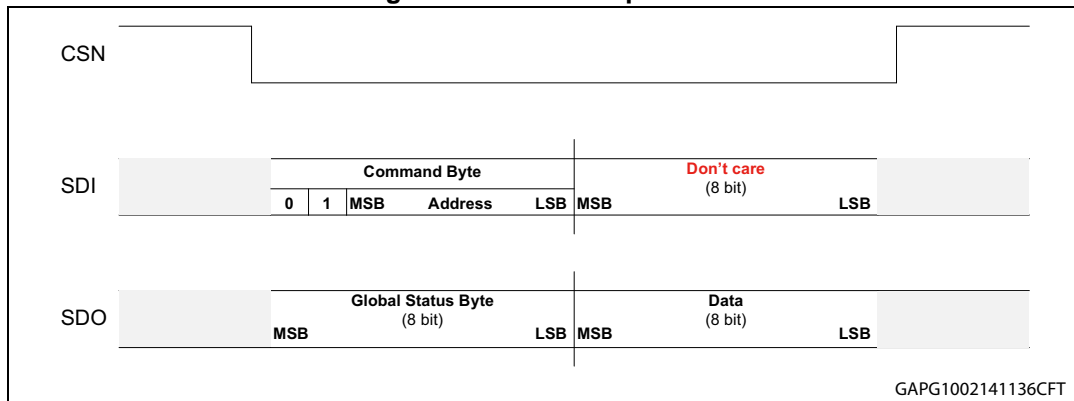 CSN
SDI
Command Byte
Don't care
(8 bit)
0 1 MSB Address LSB MSB LSB
SDO
Global Status Byte
(8 bit)
Data
(8 bit)
MSB LSB MSB LSB
GAPG1002141136CFT